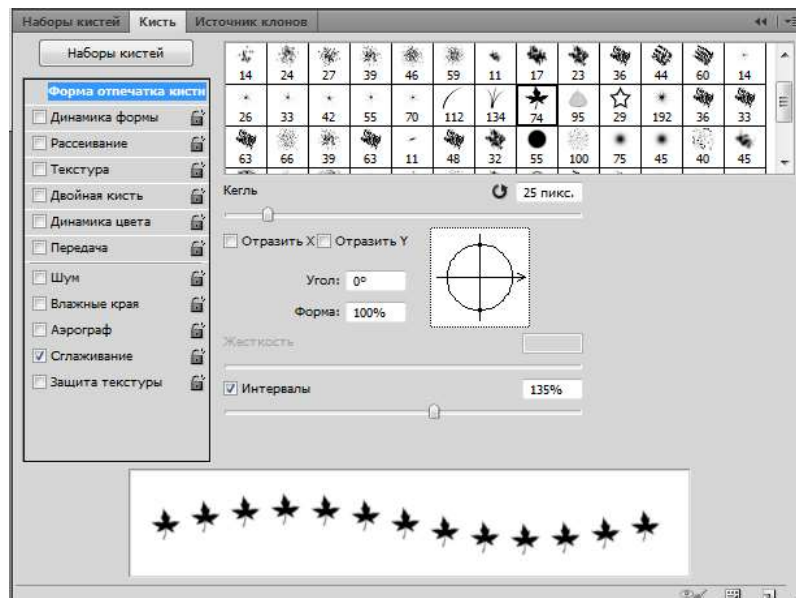 Наборы кистей Кисть Источник клонов
Наборы кистей
Форма отпечатка кисти
Динамика формы
Рассеивание
Текстура
Двойная кисть
Динамика цвета
Передача
Шум
Влажные края
Аэрограф
Сглаживание
Защита текстуры
14 24 27 39 46 59 11 17 23 36 44 60 14
26 33 42 55 70 112 134 74 95 29 192 36 33
63 66 39 63 11 48 32 55 100 75 45 40 45
Кегль 25 пикс.
Отразить X Отразить Y
Угол: 0°
Форма: 100%
Жесткость
Интервалы 135%